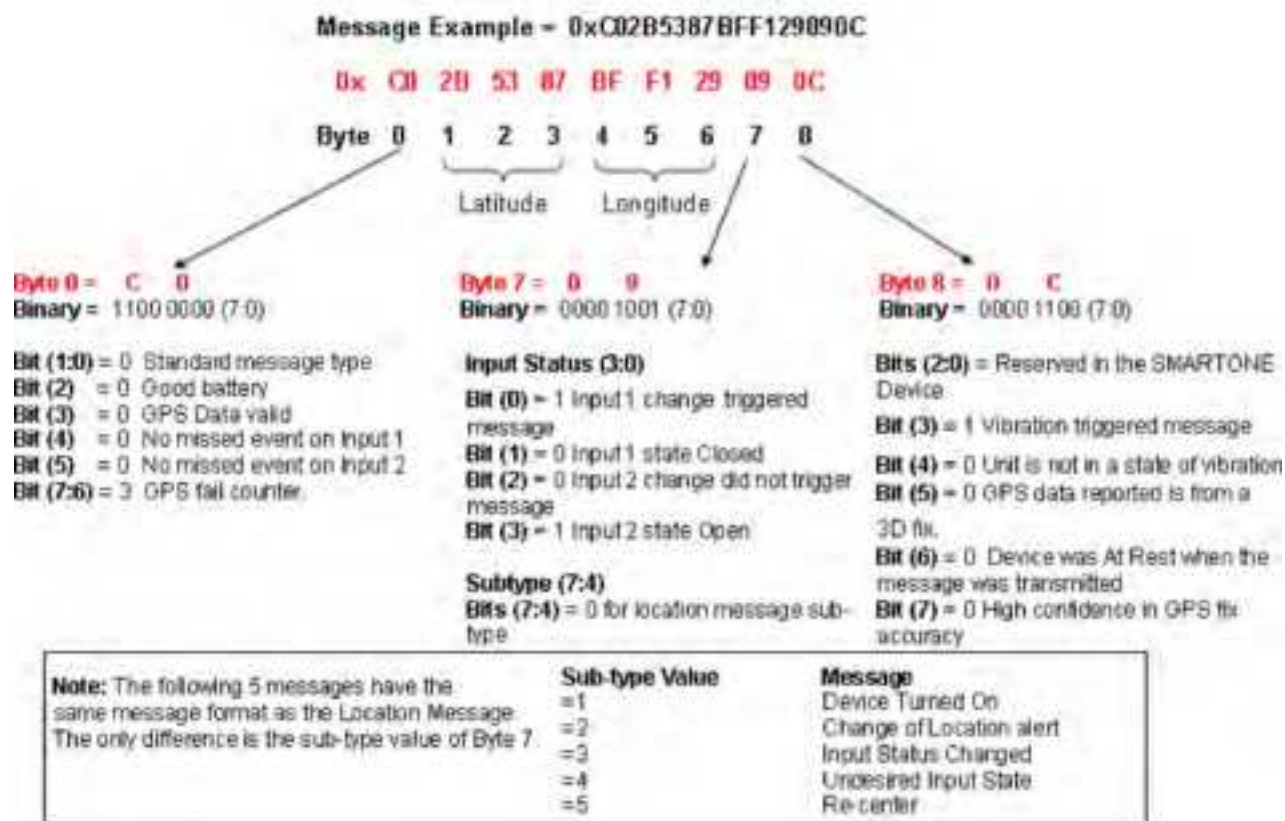 Message Example = 0xC02B5387BFF129090C
0x C0 2B 53 87 BF F1 29 09 0C
Byte 0 1 2 3 4 5 6 7 8
Latitude Longitude
Byte 0 = C 0
Binary = 1100 0000 (7:0)
Bit (1:0) = 0 Standard message type
Bit (2) = 0 Good battery
Bit (3) = 0 GPS Data valid
Bit (4) = 0 No missed event on Input 1
Bit (5) = 0 No missed event on Input 2
Bit (7:6) = 3 GPS fail counter.
Byte 7 = 0 9
Binary = 0000 1001 (7:0)
Input Status (3:0)
Bit (0) = 1 Input 1 change triggered
message
Bit (1) = 0 Input 1 state Closed
Bit (2) = 0 Input 2 change did not trigger
message
Bit (3) = 1 Input 2 state Open
Subtype (7:4)
Bits (7:4) = 0 for location message sub-
type
Byte 8 = 0 C
Binary = 0000 1100 (7:0)
Bits (2:0) = Reserved in the SMARTONE
Device
Bit (3) = 1 Vibration triggered message
Bit (4) = 0 Unit is not in a state of vibration
Bit (5) = 0 GPS data reported is from a
3D fix.
Bit (6) = 0 Device was At Rest when the
message was transmitted
Bit (7) = 0 High confidence in GPS fix
accuracy
Note: The following 5 messages have the
same message format as the Location Message.
The only difference is the sub-type value of Byte 7.
Sub-type Value Message
=1 Device Turned On
=2 Change of Location alert
=3 Input Status Changed
=4 Undesired Input State
=5 Re-center